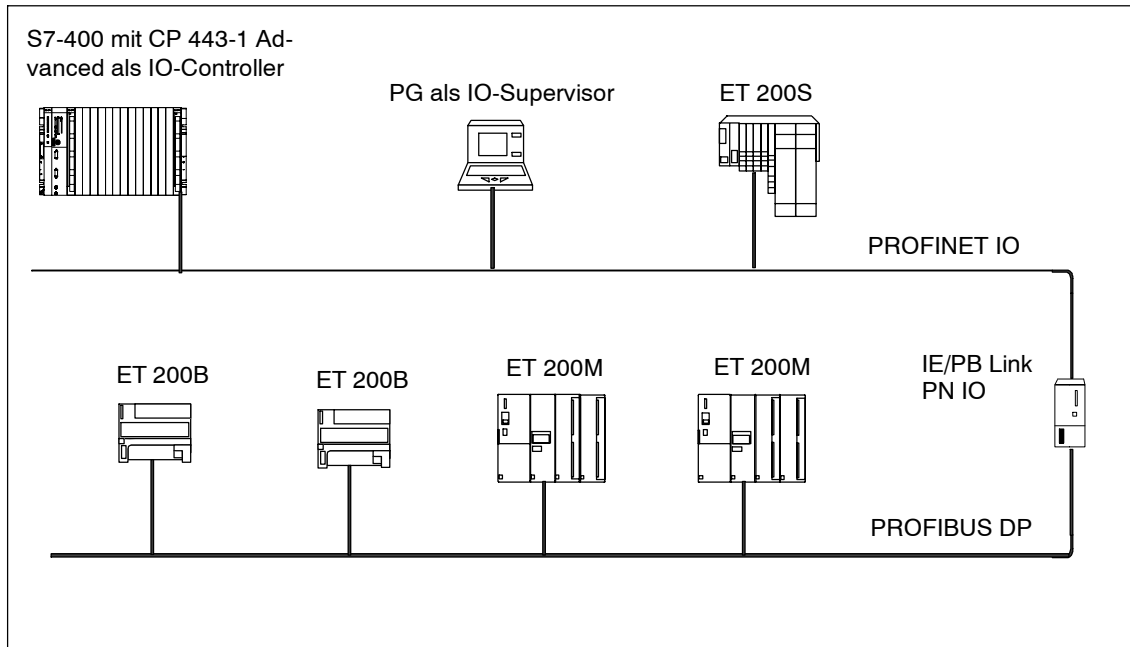 S7-400 mit CP 443-1 Ad-
vanced als IO-Controller
PG als IO-Supervisor
ET 200S
PROFINET IO
ET 200B
ET 200B
ET 200M
ET 200M
IE/PB Link
PN IO
PROFIBUS DP